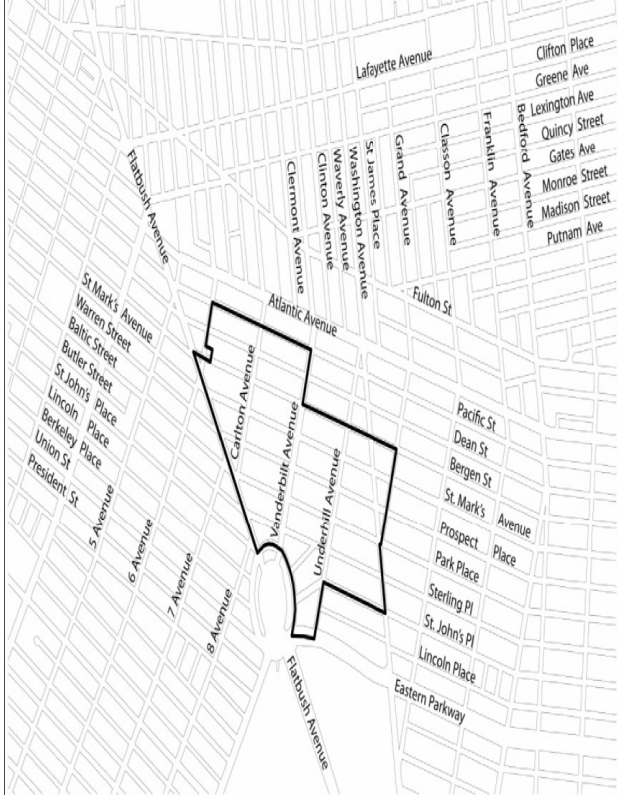 Lafayette Avenue
Clifton Place
Greene Ave
Lexington Ave
Quincy Street
Gates Ave
Monroe Street
Madison Street
Putnam Ave
Bedford Avenue
Franklin Avenue
Classon Avenue
Grand Avenue
St James Place
Washington Avenue
Waverly Avenue
Clinton Avenue
Clermont Avenue
Flatbush Avenue
Fulton St
Atlantic Avenue
St Mark's Avenue
Warren Street
Baltic Street
Butler Street
St John's Place
Lincoln Place
Berkeley Place
Union St
President St
5 Avenue
6 Avenue
7 Avenue
8 Avenue
Carlton Avenue
Vanderbilt Avenue
Underhill Avenue
Pacific St
Dean St
Bergen St
St. Mark's Avenue
Prospect Place
Park Place
Sterling Pl
St. John's Pl
Lincoln Place
Eastern Parkway
Flatbush Avenue